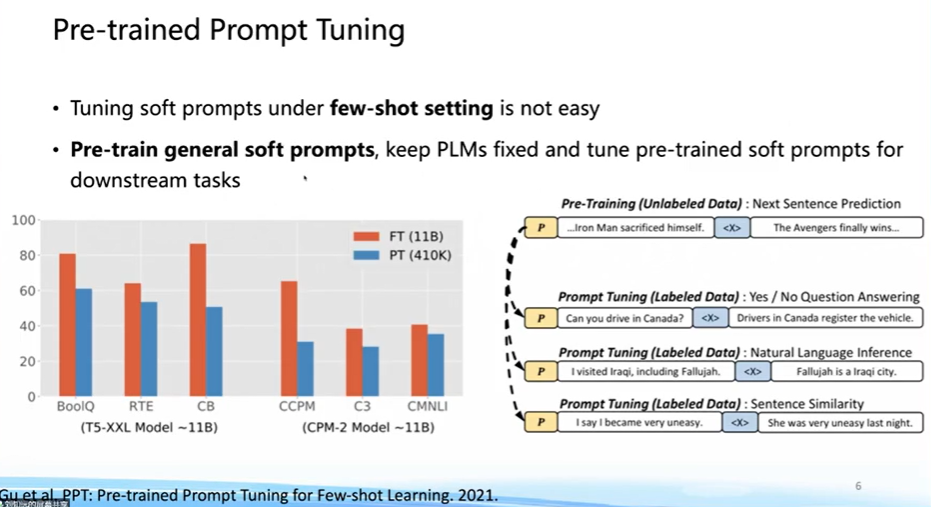 Pre-trained Prompt Tuning
• Tuning soft prompts under few-shot setting is not easy
• Pre-train general soft prompts, keep PLMs fixed and tune pre-trained soft prompts for
downstream tasks
100
80
60
40
20
0
FT (11B)
PT (410K)
BoolQ RTE CB CCPM C3 CMNLI
(T5-XXL Model ~11B) (CPM-2 Model ~11B)
Pre-Training (Unlabeled Data) : Next Sentence Prediction
P ...Iron Man sacrificed himself. <X> The Avengers finally wins...
Prompt Tuning (Labeled Data) : Yes / No Question Answering
P Can you drive in Canada? <X> Drivers in Canada register the vehicle.
Prompt Tuning (Labeled Data) : Natural Language Inference
P I visited Iraqi, including Fallujah. <X> Fallujah is a Iraqi city.
Prompt Tuning (Labeled Data) : Sentence Similarity
P I say I became very uneasy. <X> She was very uneasy last night.
6
Gu et al. PPT: Pre-trained Prompt Tuning for Few-shot Learning. 2021.